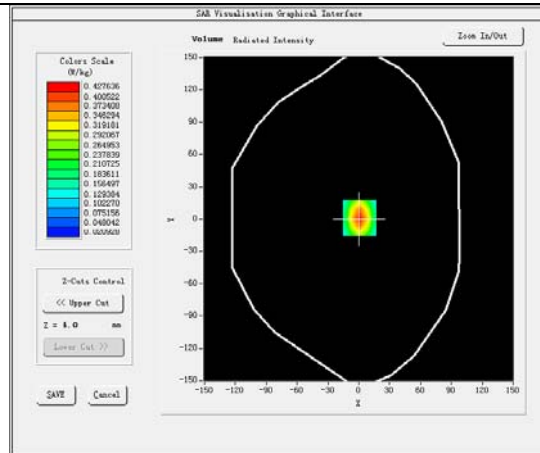 SAR Visualisation Graphical Interface
Volume Radiated Intensity
Zoom In/Out
Colors Scale
(W/kg)
0.427636
0.400522
0.373408
0.346294
0.319181
0.292067
0.264953
0.237839
0.210725
0.183611
0.156497
0.129384
0.102270
0.075156
0.048042
0.020928
150
120
90
60
30
0
-30
-60
-90
-120
-150
Y
-150 -120 -90 -60 -30 0 30 60 90 120 150
X
Z-Cuts Control
<< Upper Cut
Z = 4.0 mm
Lower Cut >>
SAVE Cancel